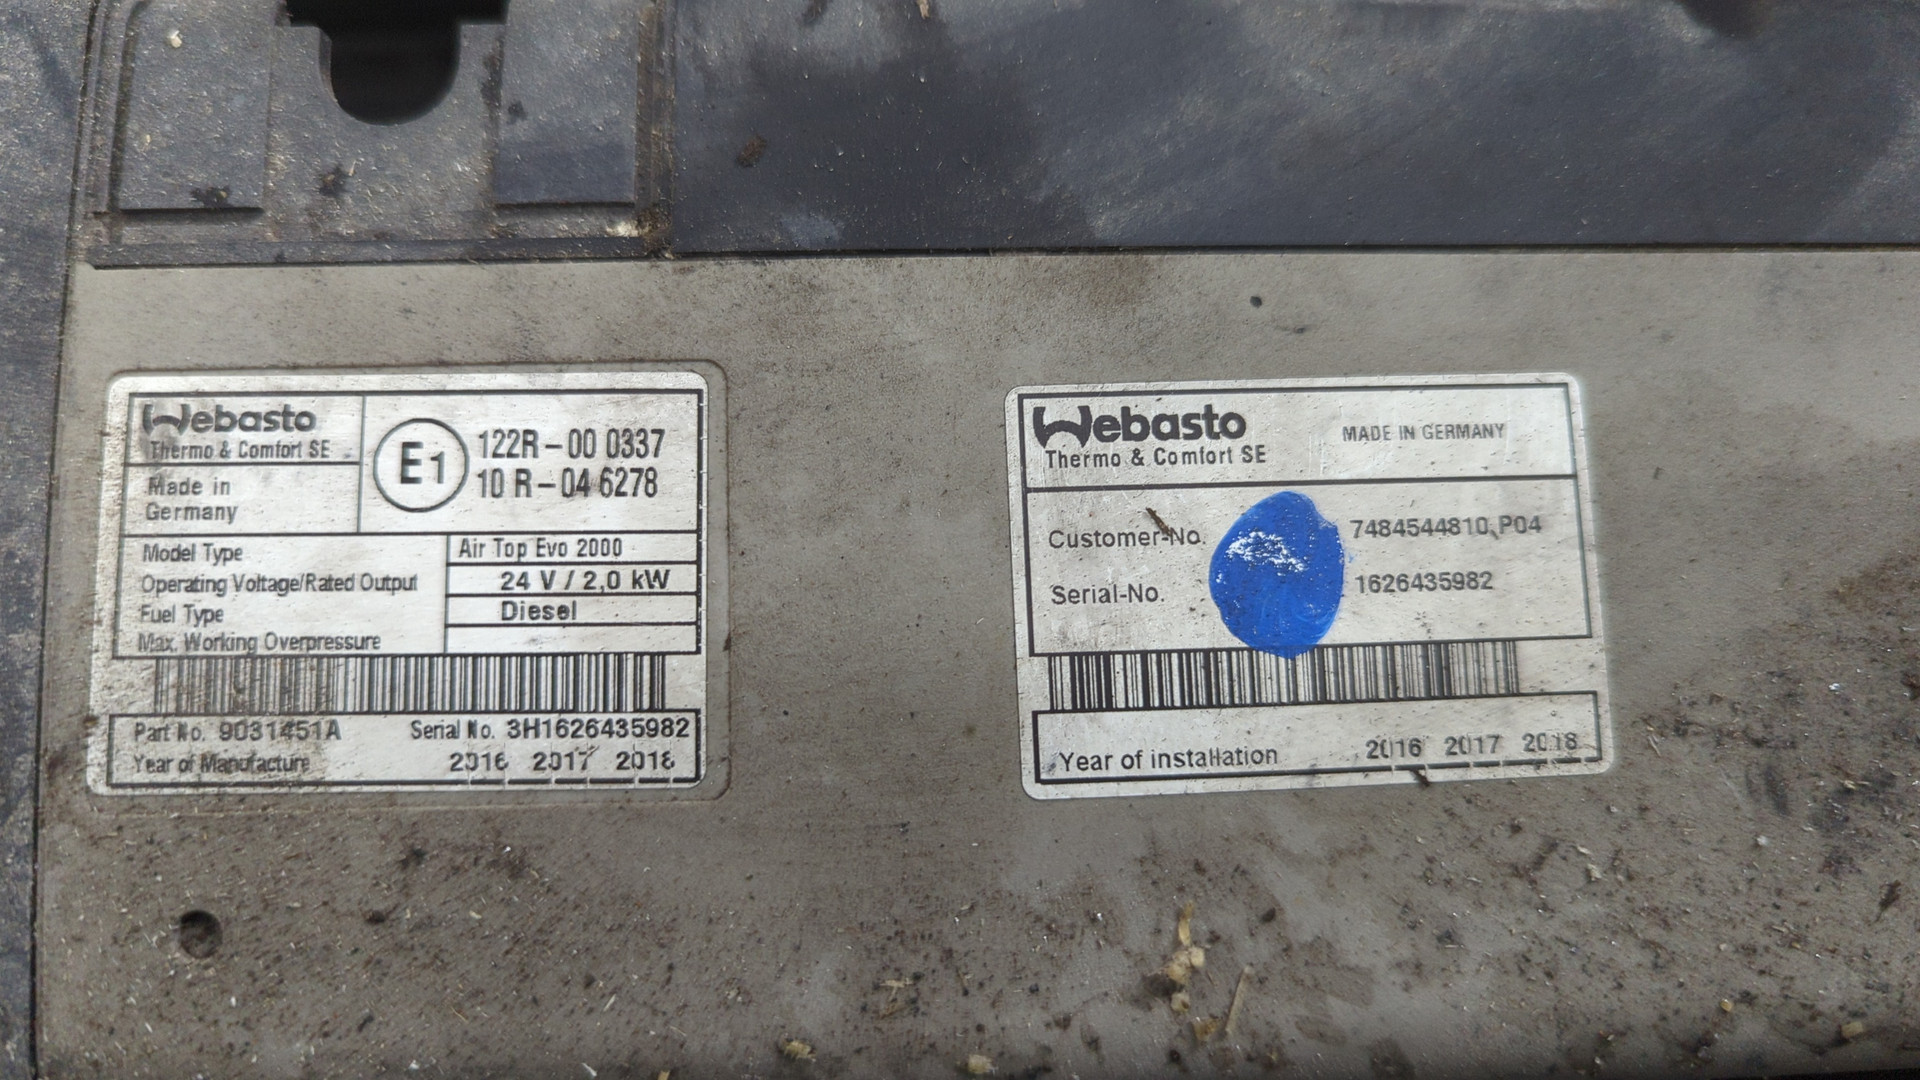 Webasto
Thermo & Comfort SE
Made in
Germany
E1
122R-00 0337
10 R-04 6278
Model Type Air Top Evo 2000
Operating Voltage/Rated Output 24 V / 2,0 kW
Fuel Type Diesel
Max. Working Overpressure
Part No. 9031451A Serial No. 3H1626435982
Year of Manufacture 2016 2017 2018
Webasto
Thermo & Comfort SE
MADE IN GERMANY
Customer-No. 7484544810,P04
Serial-No. 1626435982
Year of installation 2016 2017 2018